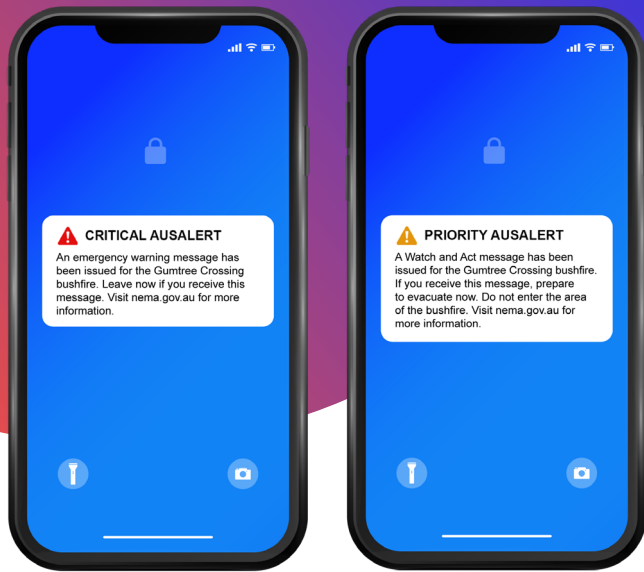 CRITICAL AUSALERT
An emergency warning message has
been issued for the Gumtree Crossing
bushfire. Leave now if you receive this
message. Visit nema.gov.au for more
information.
PRIORITY AUSALERT
A Watch and Act message has been
issued for the Gumtree Crossing bushfire.
If you receive this message, prepare
to evacuate now. Do not enter the area
of the bushfire. Visit nema.gov.au for
more information.